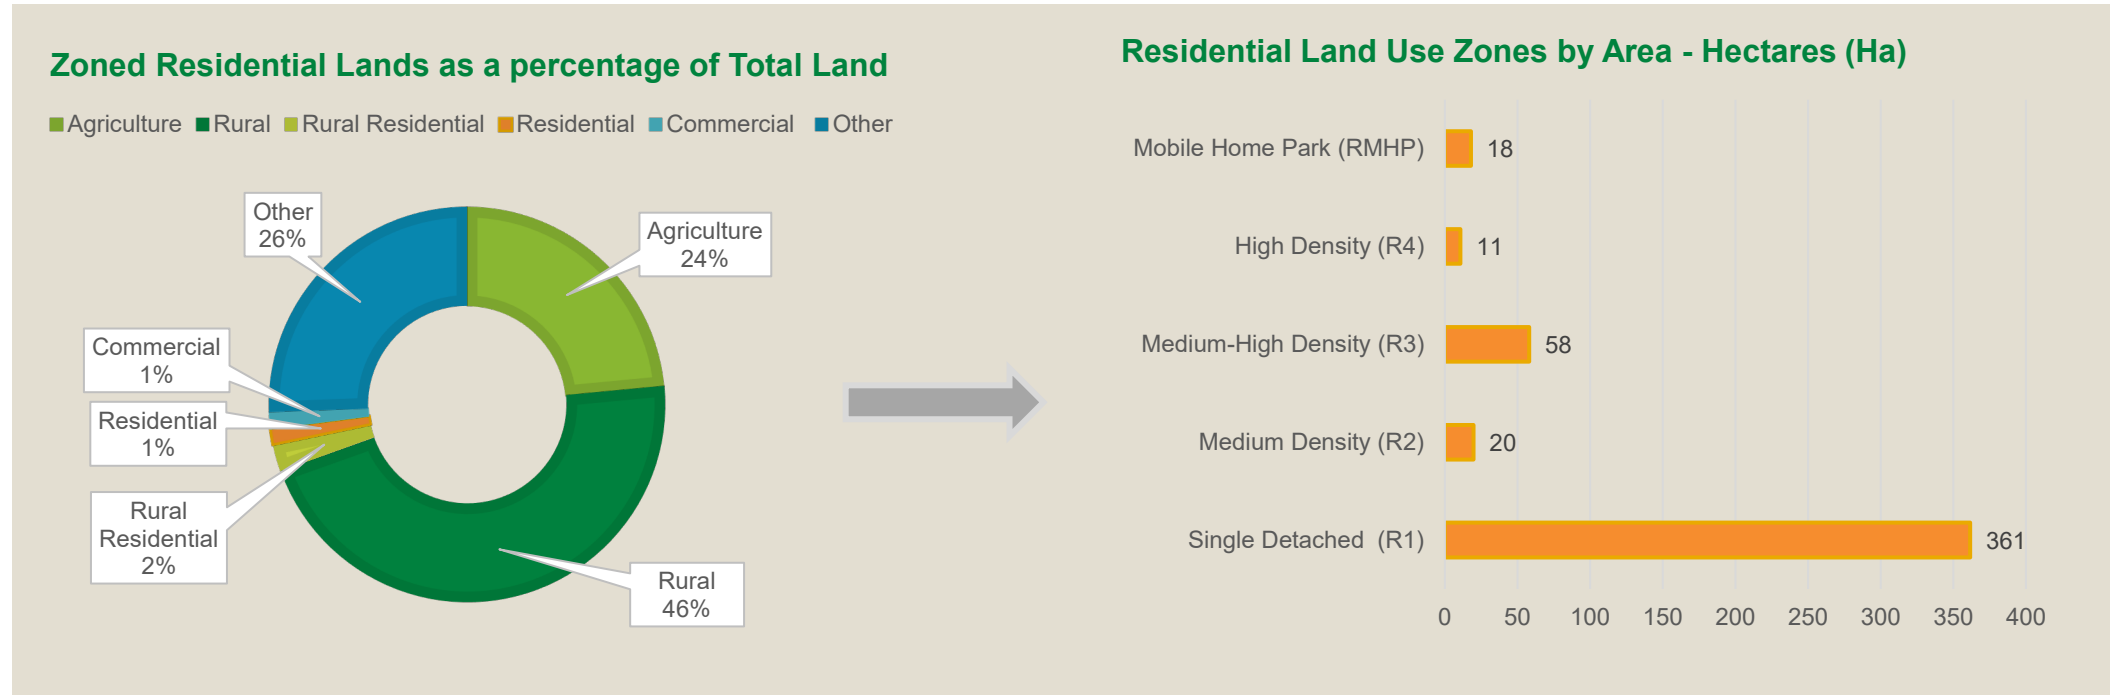 Zoned Residential Lands as a percentage of Total Land
Agriculture Rural Rural Residential Residential Commercial Other
Other
26%
Agriculture
24%
Commercial
1%
Residential
1%
Rural
Residential
2%
Rural
46%
Residential Land Use Zones by Area - Hectares (Ha)
Mobile Home Park (RMHP) 18
High Density (R4) 11
Medium-High Density (R3) 58
Medium Density (R2) 20
Single Detached (R1) 361
0 50 100 150 200 250 300 350 400